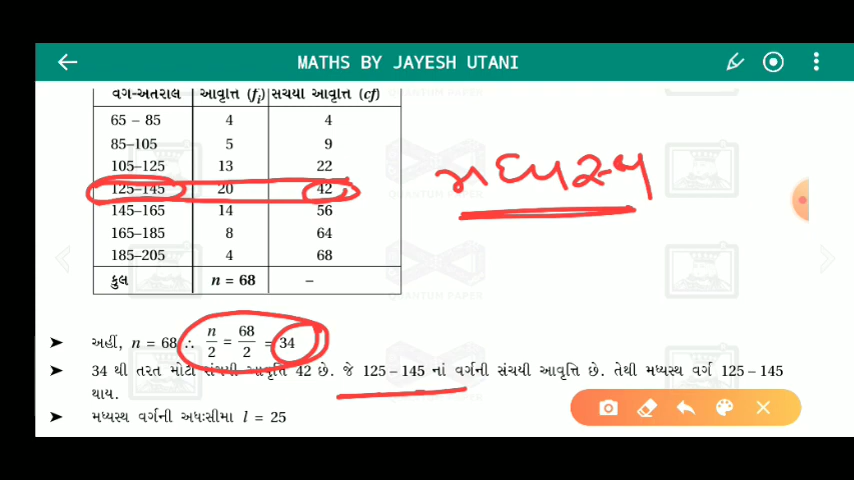 MATHS BY JAYESH UTANI
વર્ગ-અંતરાલ આવૃત્તિ (fi) સંચયી આવૃત્તિ (cf)
65 – 85 4 4
85–105 5 9
105–125 13 22
125–145 20 42
145–165 14 56
165–185 8 64
185–205 4 68
કુલ n = 68 –
મધ્યસ્થ
અહીં, n = 68 ∴ n/2 = 68/2 = 34
34 થી તરત મોટી સંચયી આવૃત્તિ 42 છે. જે 125 – 145 નાં વર્ગની સંચયી આવૃત્તિ છે. તેથી મધ્યસ્થ વર્ગ 125 – 145
થાય.
મધ્યસ્થ વર્ગની અધઃસીમા l = 25
QUANTUM PAPER